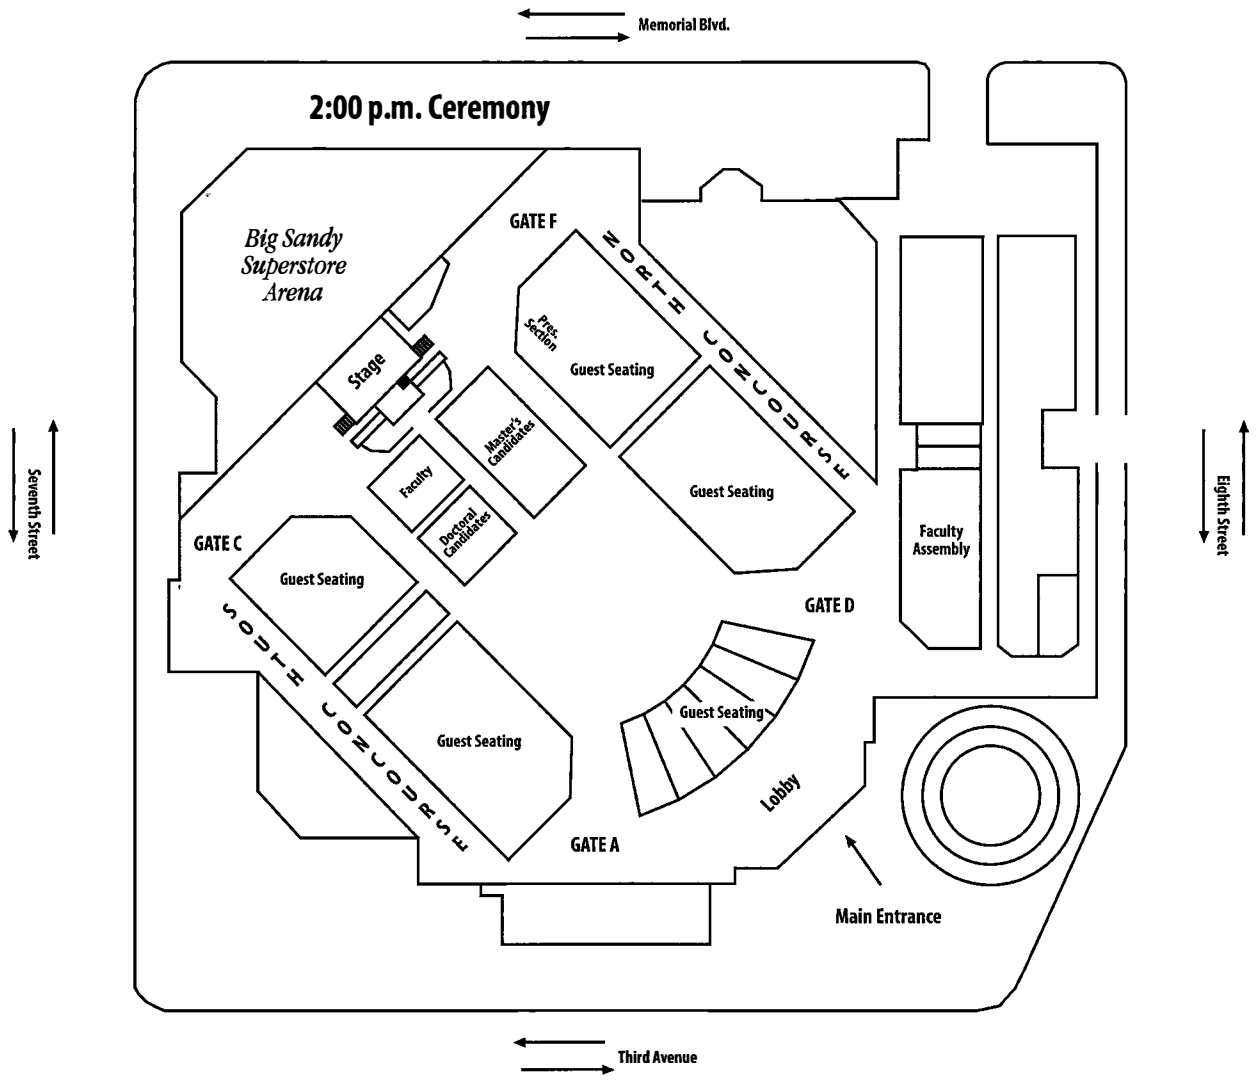 Memorial Blvd.
2:00 p.m. Ceremony
GATE F
Big Sandy
Superstore
Arena
NORTH CONCOURSE
Pres.
Section
Guest Seating
Stage
Master's
Candidates
Faculty
Guest Seating
Doctoral
Candidates
Seventh Street
Eighth Street
Faculty
Assembly
GATE C
Guest Seating
GATE D
SOUTH CONCOURSE
Guest Seating
Guest Seating
Lobby
GATE A
Main Entrance
Third Avenue